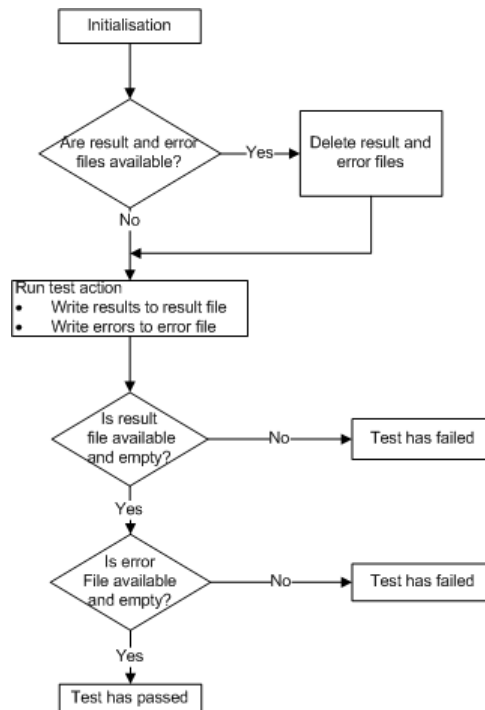 Initialisation
Are result and error
files available?
Yes
Delete result and
error files
No
Run test action
• Write results to result file
• Write errors to error file
Is result
file available
and empty?
No
Test has failed
Yes
Is error
File available
and empty?
No
Test has failed
Yes
Test has passed